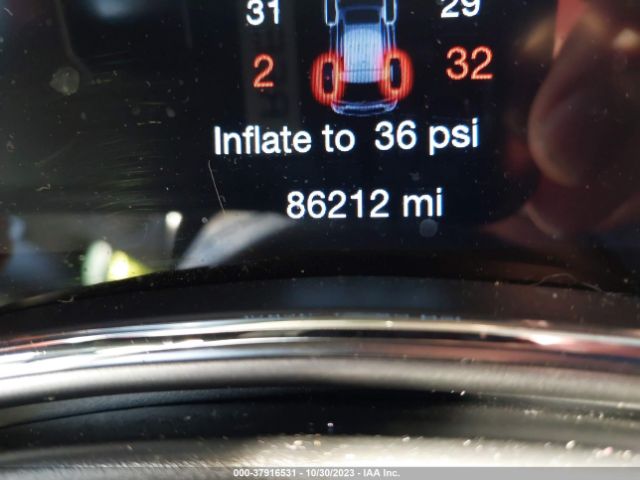 31 29
2 32
Inflate to 36 psi
86212 mi
000-37916531 - 10/30/2023 - IAA Inc.